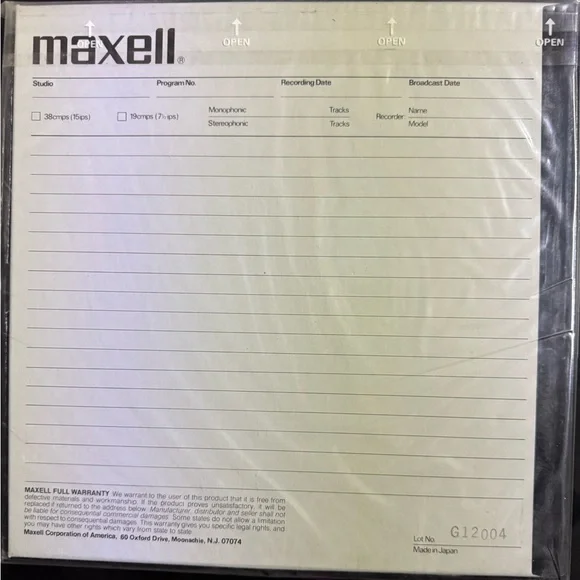 OPEN OPEN OPEN OPEN
maxell®
Studio Program No. Recording Date Broadcast Date
38cmps (15ips) 19cmps (7½ips) Monophonic Tracks Recorder Name
Stereophonic Tracks Model
MAXELL FULL WARRANTY We warrant to the user of this product that it is free from
defective materials and workmanship. If the product proves unsatisfactory, it will be
replaced if returned to the address below. Manufacturer, distributor and seller shall not
be liable for consequential commercial damages. Some states do not allow a limitation
with respect to consequential damages. This warranty gives you specific legal rights, and
you may have other rights which vary from state to state.
Maxell Corporation of America, 60 Oxford Drive, Moonachie, N.J. 07074
Lot No. G12004
Made in Japan